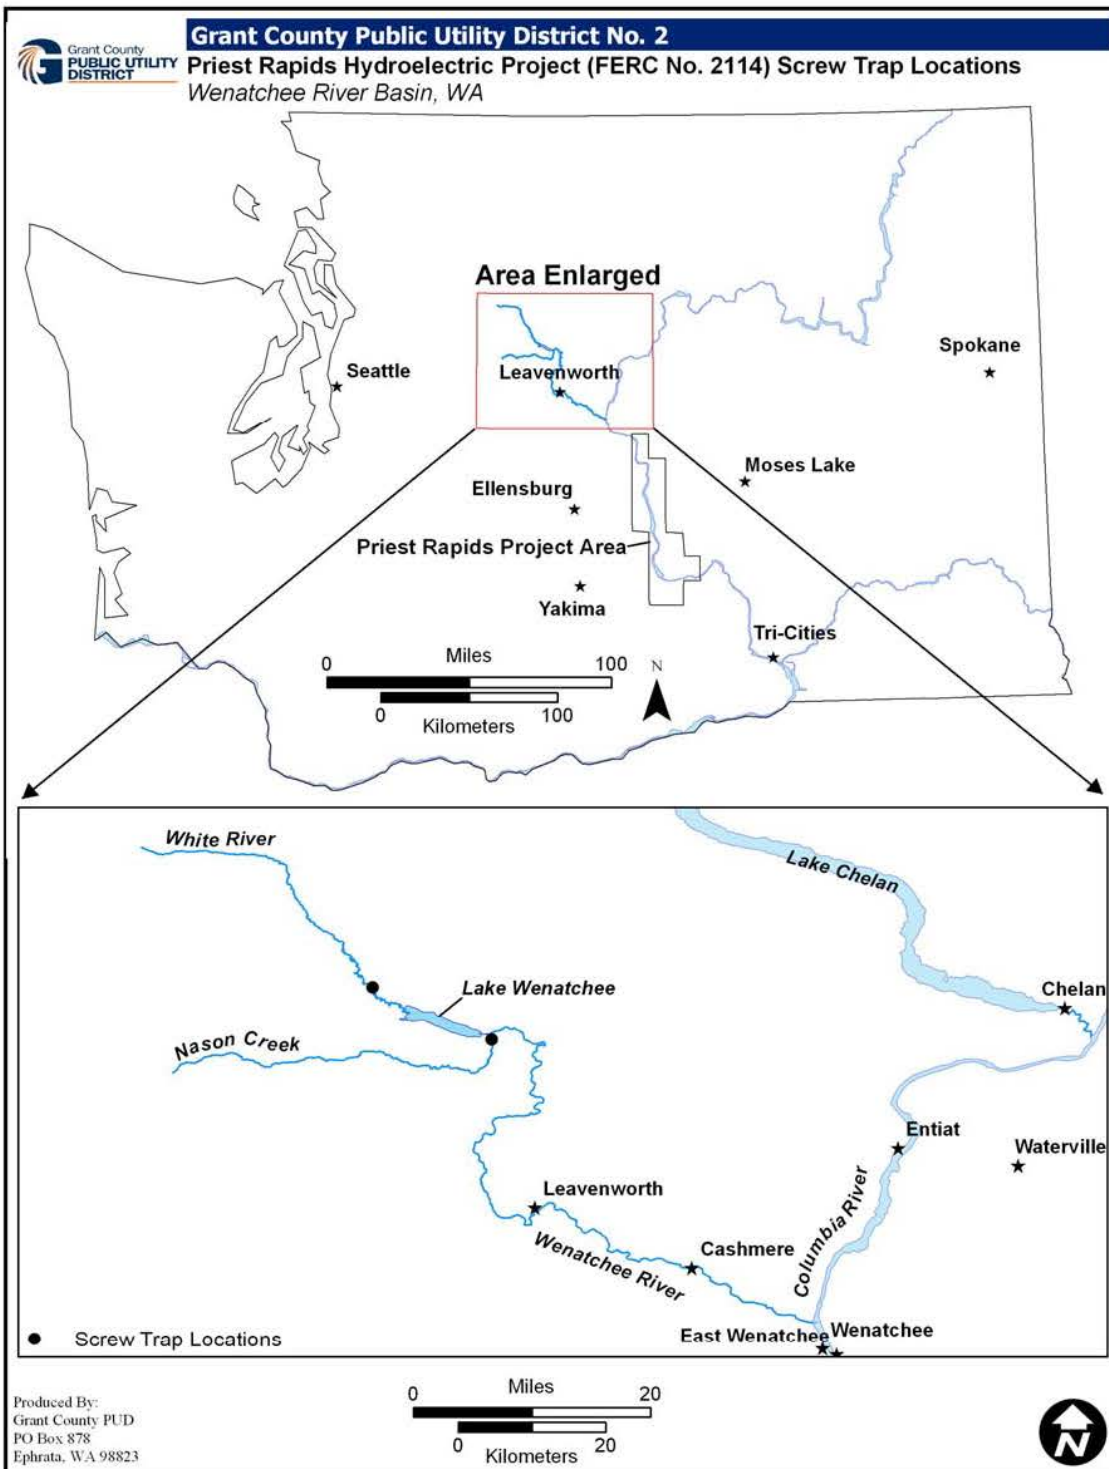 Grant County
PUBLIC UTILITY
DISTRICT
Grant County Public Utility District No. 2
Priest Rapids Hydroelectric Project (FERC No. 2114) Screw Trap Locations
Wenatchee River Basin, WA
Area Enlarged
Seattle
Leavenworth
Spokane
Moses Lake
Ellensburg
Priest Rapids Project Area
Yakima
Tri-Cities
0 Miles 100
N
0 100
Kilometers
White River
Lake Chelan
Lake Wenatchee
Chelan
Nason Creek
Entiat
Waterville
Leavenworth
Columbia River
Wenatchee River
Cashmere
East Wenatchee
Wenatchee
Screw Trap Locations
0 Miles 20
0 20
Kilometers
Produced By:
Grant County PUD
PO Box 878
Ephrata, WA 98823
N